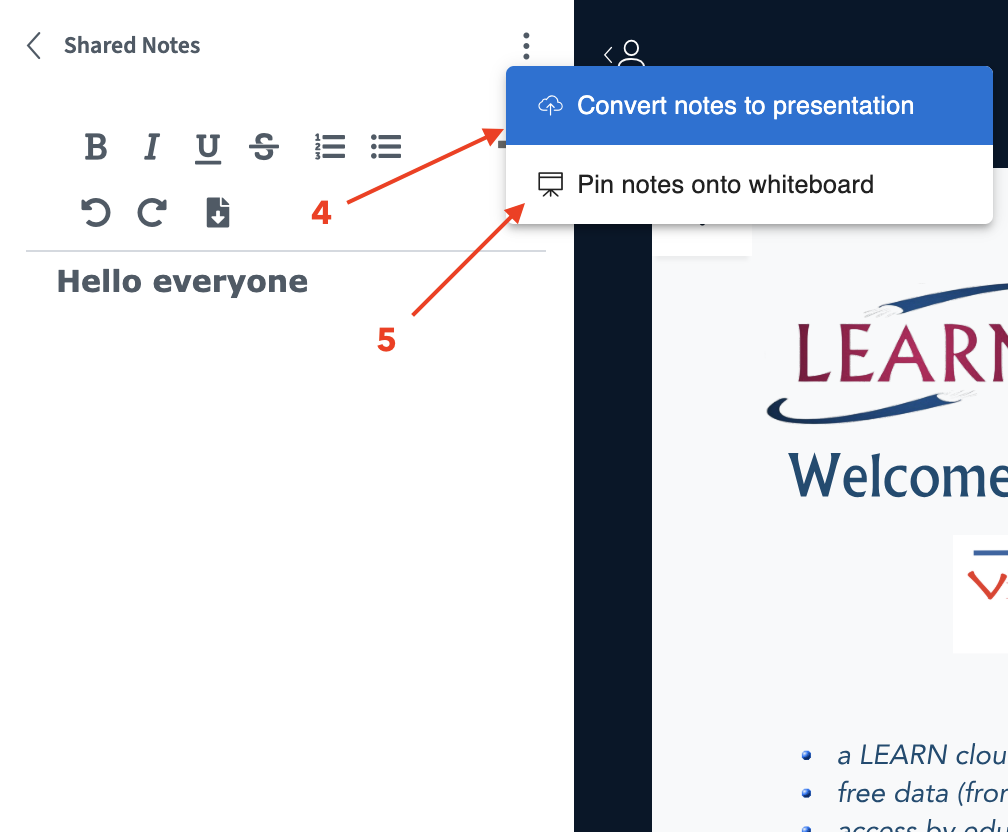 Shared Notes
Convert notes to presentation
B I U S
4
Pin notes onto whiteboard
Hello everyone
5
LEARN
Welcome
a LEARN clou
free data (fron
access by edu